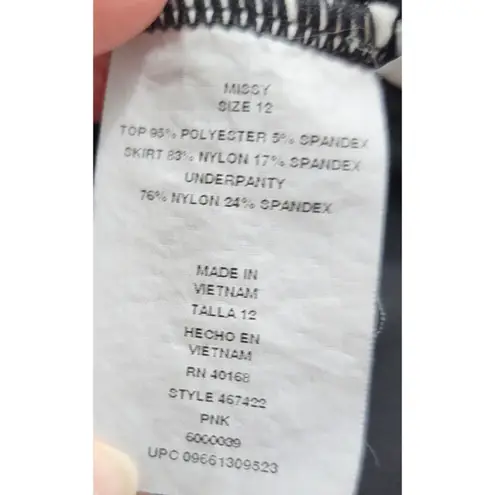 MISSY
SIZE 12
TOP 95% POLYESTER 5% SPANDEX
SKIRT 83% NYLON 17% SPANDEX
UNDERPANTY
76% NYLON 24% SPANDEX
MADE IN
VIETNAM
TALLA 12
HECHO EN
VIETNAM
RN 40168
STYLE 467422
PNK
6000039
UPC 09661309523